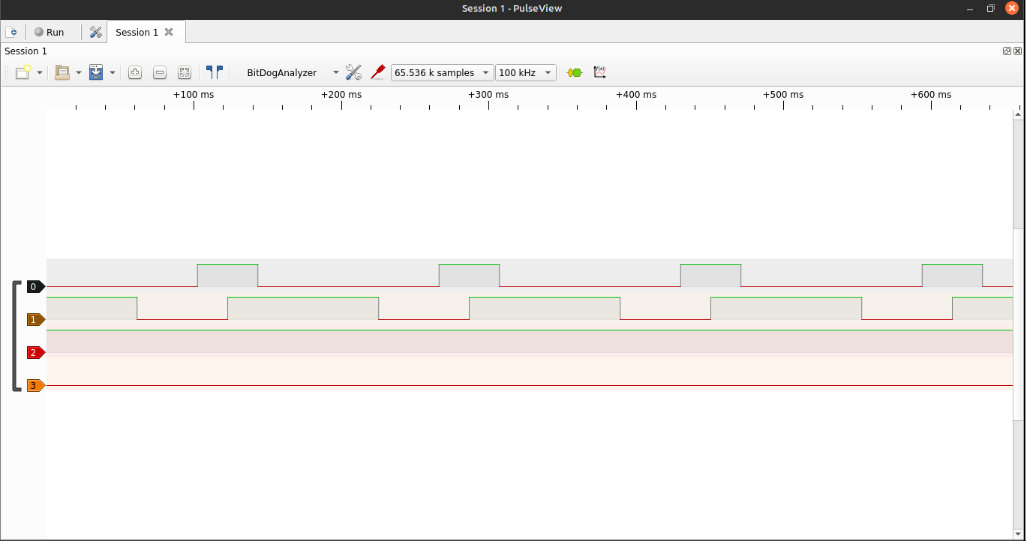 Session 1 - PulseView
Run Session 1
Session 1
BitDogAnalyzer 65.536 k samples 100 kHz
+100 ms +200 ms +300 ms +400 ms +500 ms +600 ms
0
1
2
3